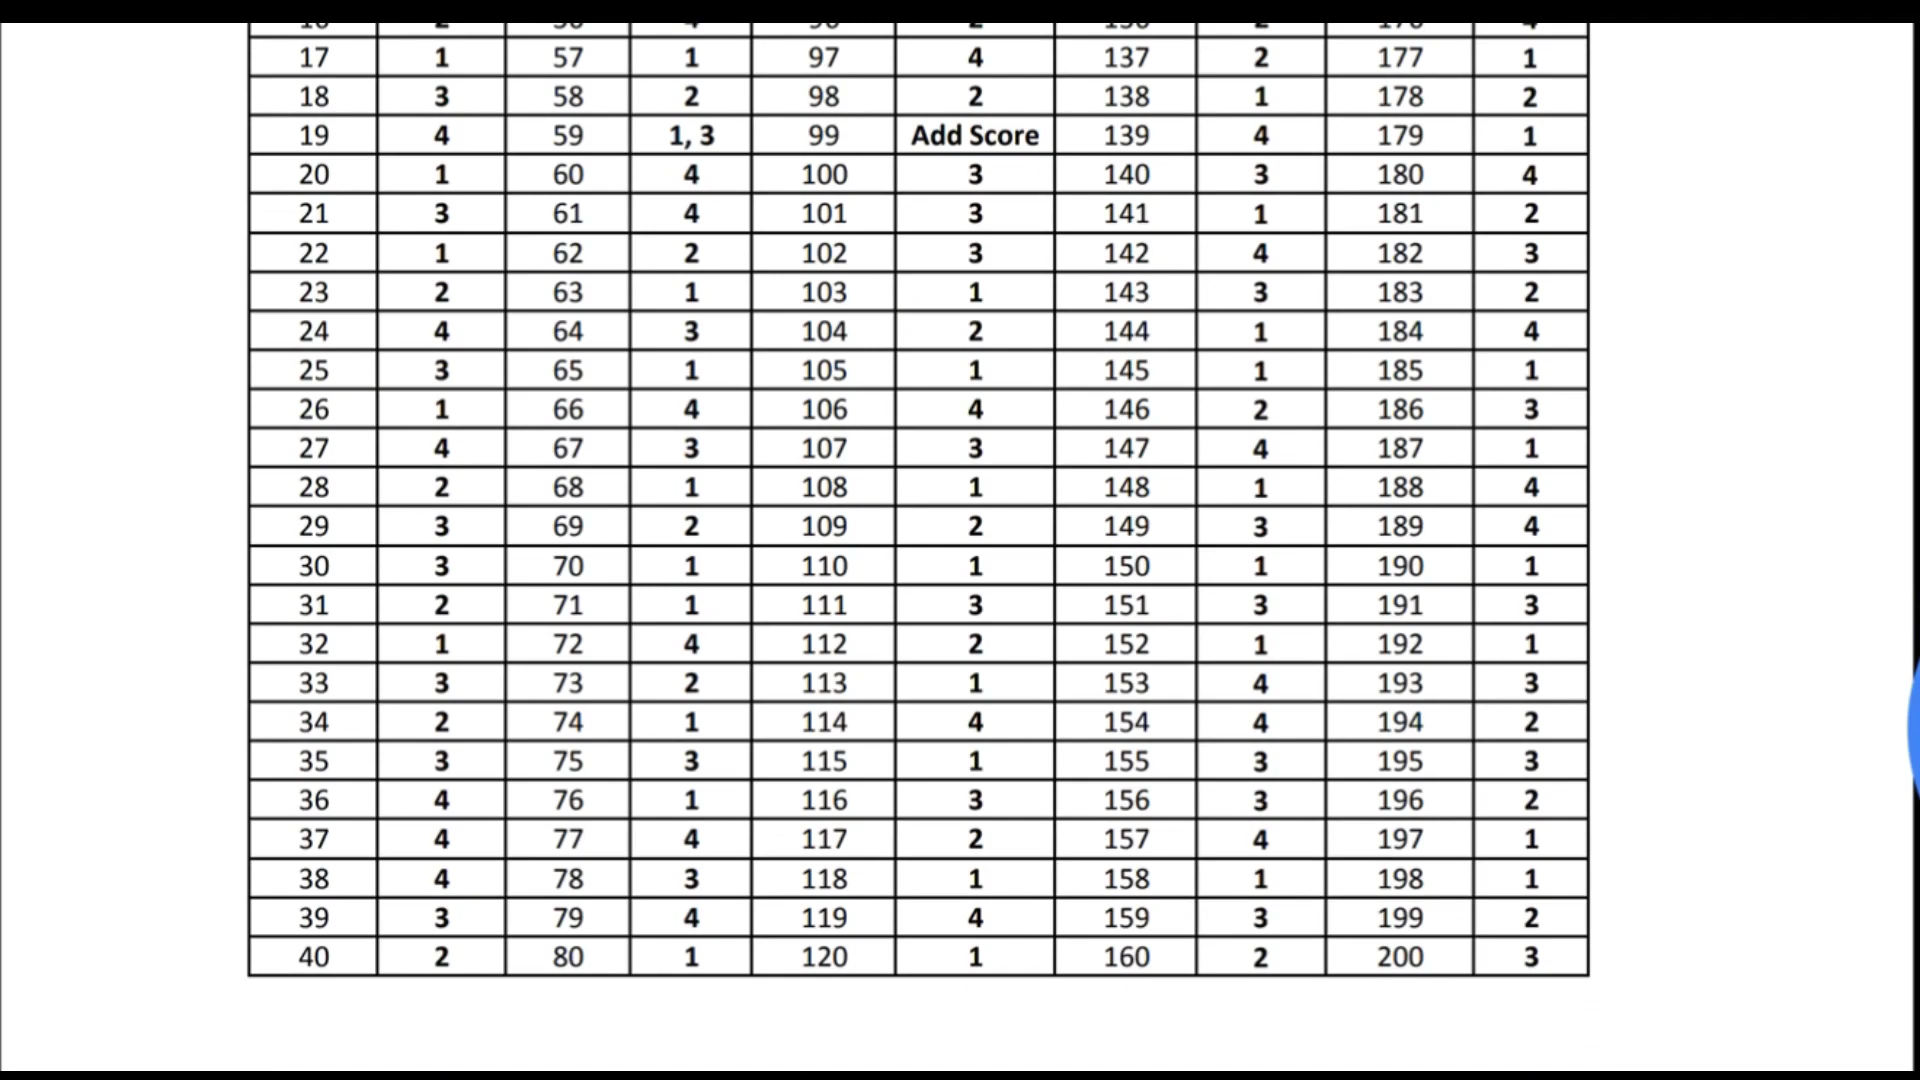 17 1 57 1 97 4 137 2 177 1
18 3 58 2 98 2 138 1 178 2
19 4 59 1, 3 99 Add Score 139 4 179 1
20 1 60 4 100 3 140 3 180 4
21 3 61 4 101 3 141 1 181 2
22 1 62 2 102 3 142 4 182 3
23 2 63 1 103 1 143 3 183 2
24 4 64 3 104 2 144 1 184 4
25 3 65 1 105 1 145 1 185 1
26 1 66 4 106 4 146 2 186 3
27 4 67 3 107 3 147 4 187 1
28 2 68 1 108 1 148 1 188 4
29 3 69 2 109 2 149 3 189 4
30 3 70 1 110 1 150 1 190 1
31 2 71 1 111 3 151 3 191 3
32 1 72 4 112 2 152 1 192 1
33 3 73 2 113 1 153 4 193 3
34 2 74 1 114 4 154 4 194 2
35 3 75 3 115 1 155 3 195 3
36 4 76 1 116 3 156 3 196 2
37 4 77 4 117 2 157 4 197 1
38 4 78 3 118 1 158 1 198 1
39 3 79 4 119 4 159 3 199 2
40 2 80 1 120 1 160 2 200 3